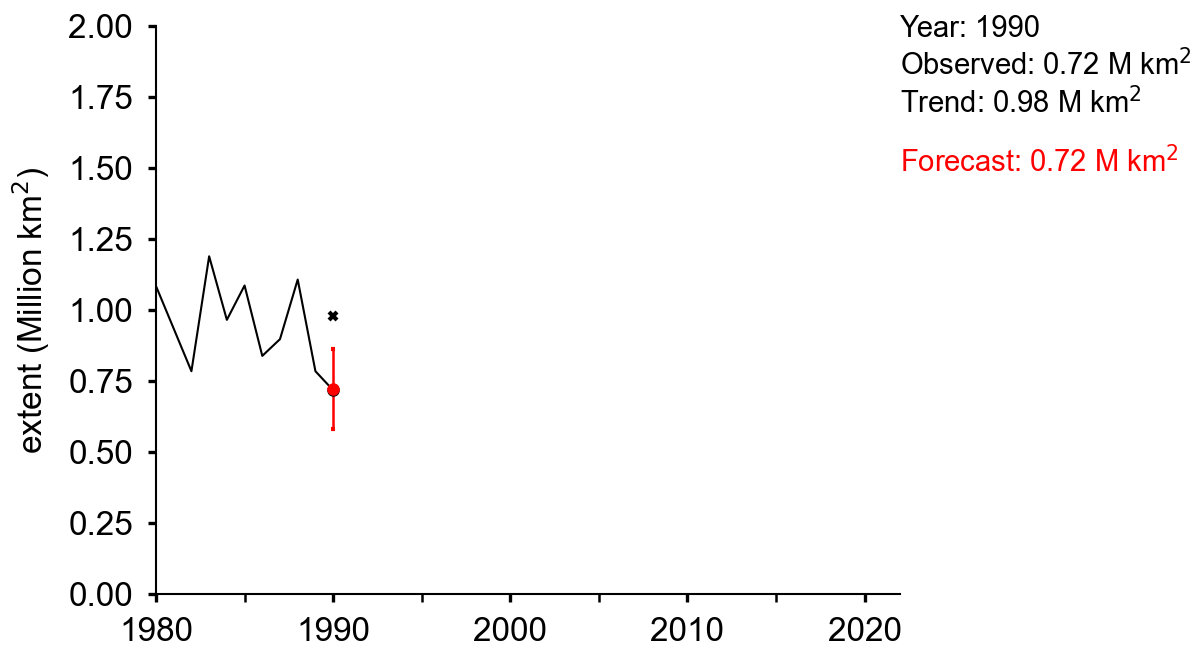 2.00
1.75
1.50
1.25
1.00
0.75
0.50
0.25
0.00
extent (Million km²)
1980 1990 2000 2010 2020
Year: 1990
Observed: 0.72 M km²
Trend: 0.98 M km²
Forecast: 0.72 M km²